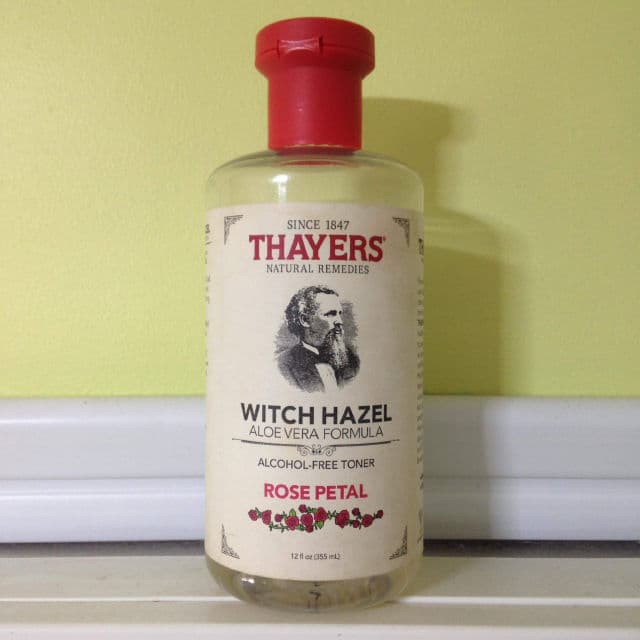 SINCE 1847
THAYERS®
NATURAL REMEDIES
WITCH HAZEL
ALOE VERA FORMULA
ALCOHOL-FREE TONER
ROSE PETAL
12 fl oz (355 mL)